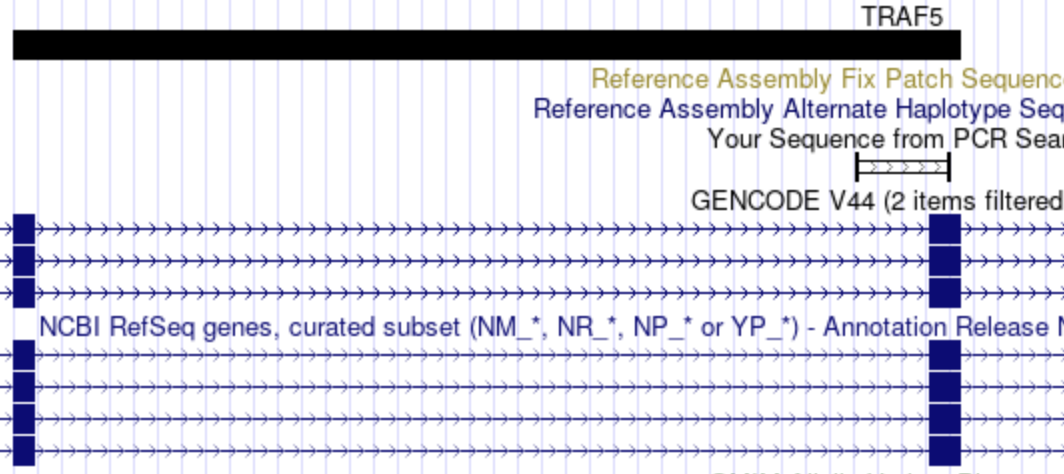 TRAF5
Reference Assembly Fix Patch Sequenc
Reference Assembly Alternate Haplotype Seq
Your Sequence from PCR Sear
GENCODE V44 (2 items filtered
NCBI RefSeq genes, curated subset (NM_*, NR_*, NP_* or YP_*) - Annotation Release N